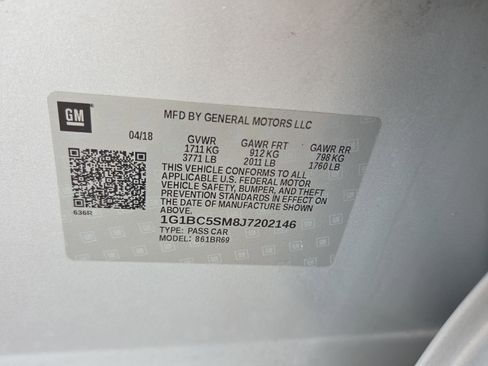 GM
MFD BY GENERAL MOTORS LLC
04/18 GVWR GAWR FRT GAWR RR
1711 KG 912 KG 798 KG
3771 LB 2011 LB 1760 LB
THIS VEHICLE CONFORMS TO ALL
APPLICABLE U.S. FEDERAL MOTOR
VEHICLE SAFETY, BUMPER, AND THEFT
PREVENTION STANDARDS IN EFFECT ON
THE DATE OF MANUFACTURE SHOWN
ABOVE.
636R
1G1BC5SM8J7202146
TYPE: PASS CAR
MODEL: 861BR69